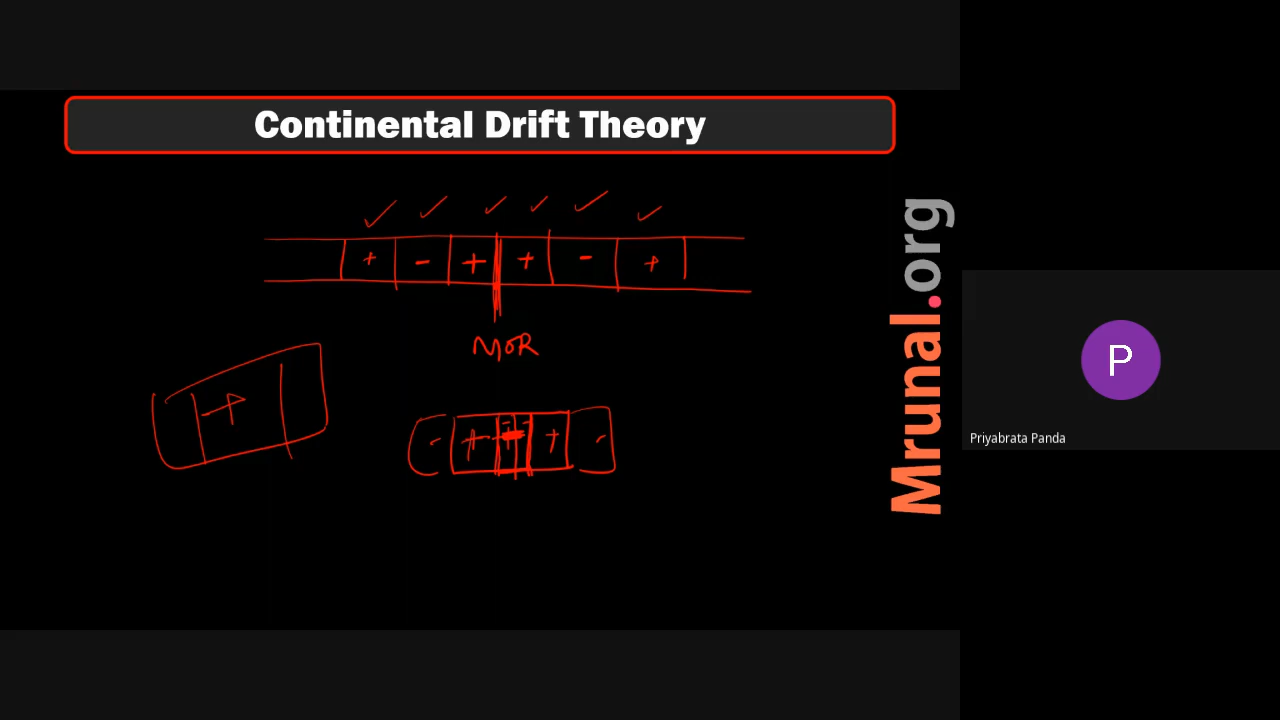 Continental Drift Theory
+ - + + - +
MOR
+
- + + + -
Mrunal.org
P
Priyabrata Panda